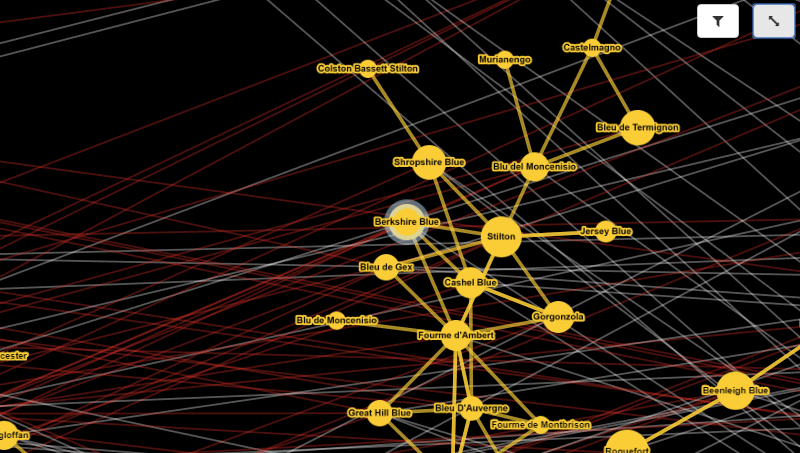 Castelmagno
Murianengo
Colston Bassett Stilton
Bleu de Termignon
Shropshire Blue
Blu del Moncenisio
Berkshire Blue
Jersey Blue
Stilton
Bleu de Gex
Cashel Blue
Gorgonzola
Blu de Moncenisio
Fourme d'Ambert
cester
Beenleigh Blue
Bleu D'Auvergne
Great Hill Blue
Fourme de Montbrison
gloffan
Roquefort